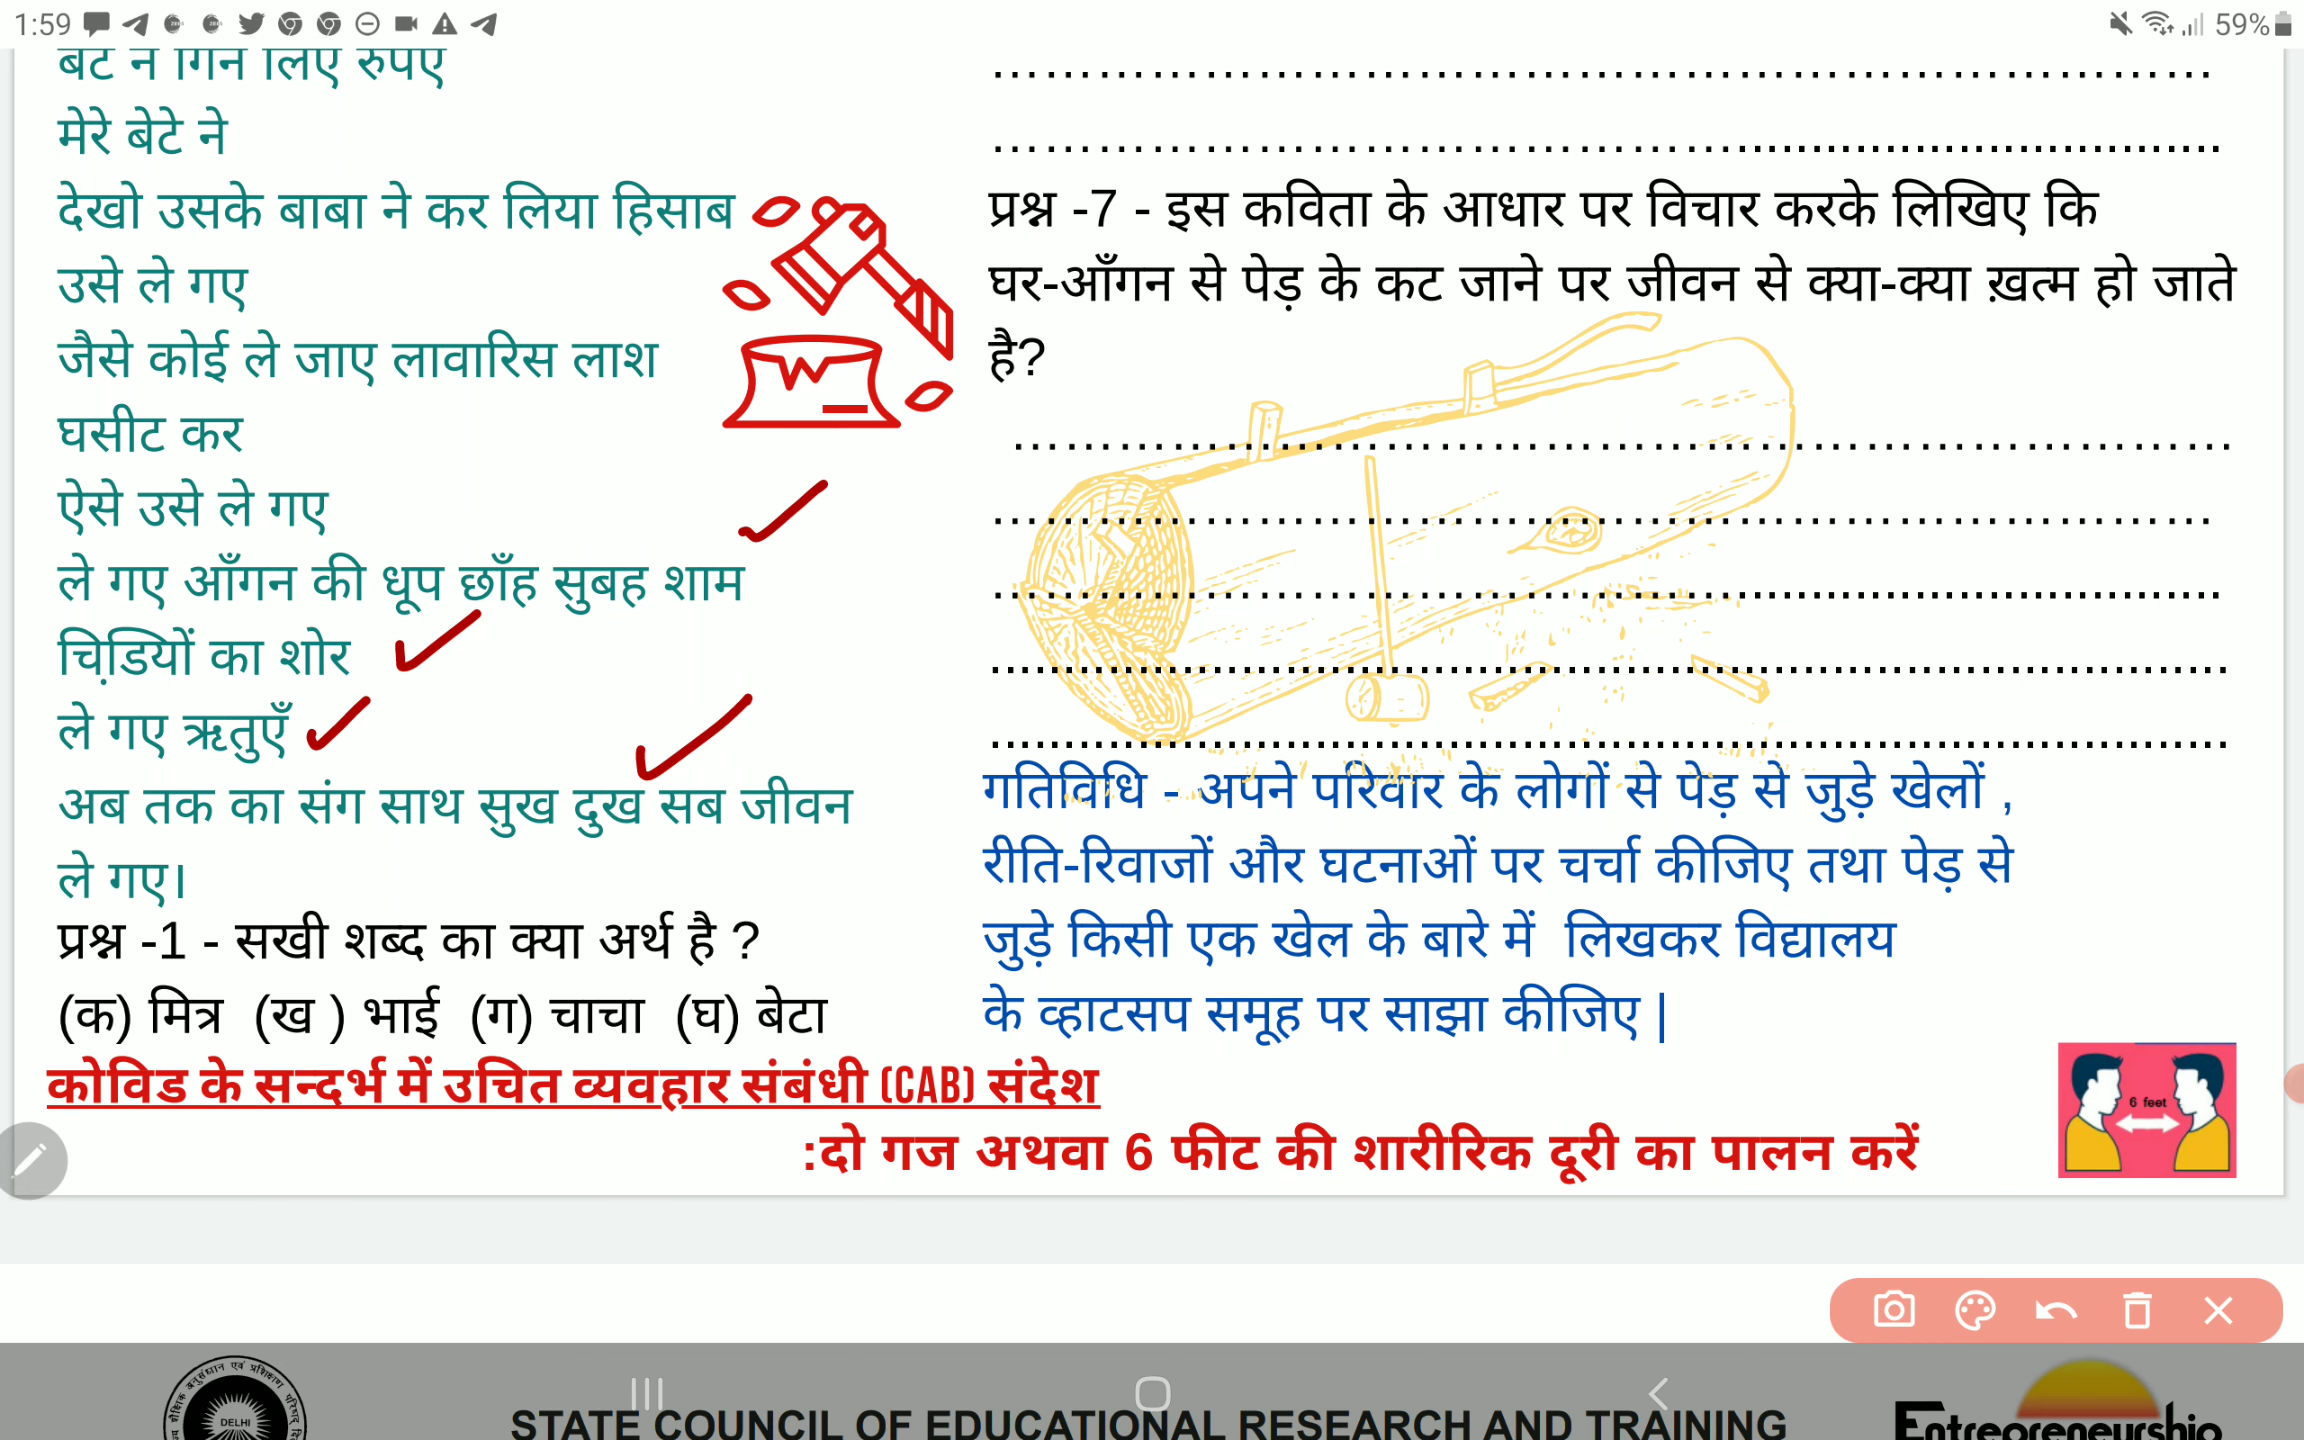 1:59
59%
बेटे ने गिन लिए रुपए
मेरे बेटे ने
देखो उसके बाबा ने कर लिया हिसाब
उसे ले गए
जैसे कोई ले जाए लावारिस लाश
घसीट कर
ऐसे उसे ले गए
ले गए आँगन की धूप छाँह सुबह शाम
चिड़ियों का शोर
ले गए ऋतुएँ
अब तक का संग साथ सुख दुख सब जीवन
ले गए।
प्रश्न -1 - सखी शब्द का क्या अर्थ है ?
(क) मित्र (ख ) भाई (ग) चाचा (घ) बेटा
प्रश्न -7 - इस कविता के आधार पर विचार करके लिखिए कि
घर-आँगन से पेड़ के कट जाने पर जीवन से क्या-क्या ख़त्म हो जाते
है?
गतिविधि - अपने परिवार के लोगों से पेड़ से जुड़े खेलों ,
रीति-रिवाजों और घटनाओं पर चर्चा कीजिए तथा पेड़ से
जुड़े किसी एक खेल के बारे में लिखकर विद्यालय
के व्हाटसप समूह पर साझा कीजिए |
कोविड के सन्दर्भ में उचित व्यवहार संबंधी (CAB) संदेश
:दो गज अथवा 6 फीट की शारीरिक दूरी का पालन करें
6 feet
DELHI
STATE COUNCIL OF EDUCATIONAL RESEARCH AND TRAINING
Entrepreneurship